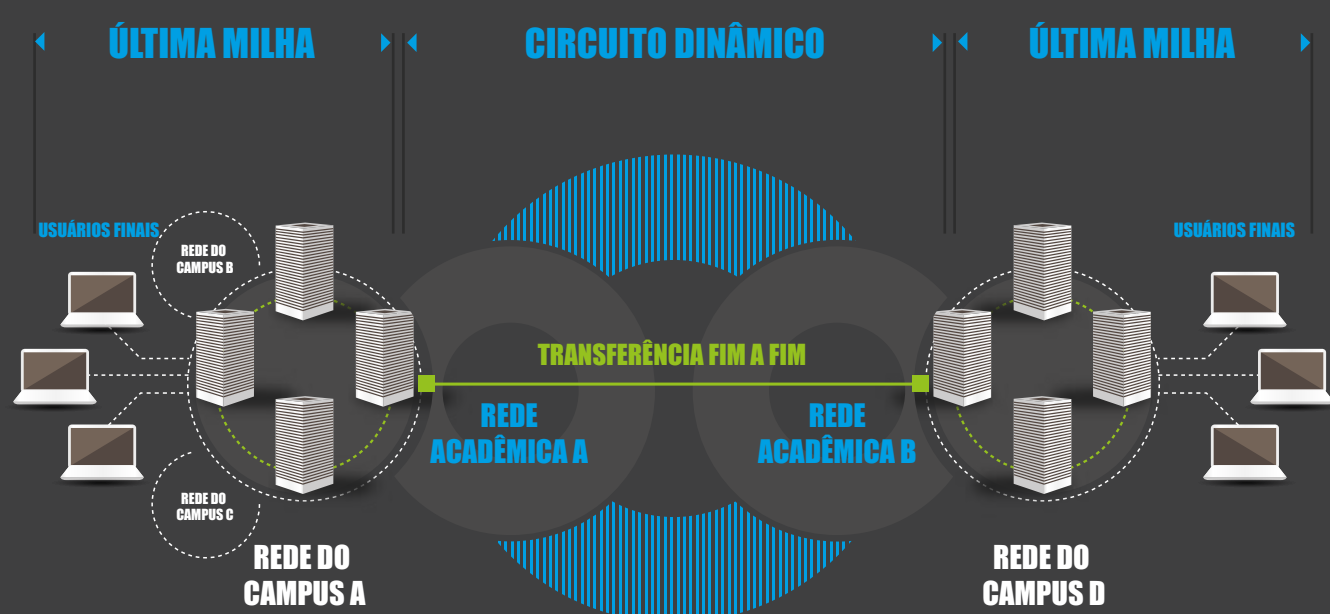 ÚLTIMA MILHA
CIRCUITO DINÂMICO
ÚLTIMA MILHA
USUÁRIOS FINAIS
REDE DO
CAMPUS B
USUÁRIOS FINAIS
TRANSFERÊNCIA FIM A FIM
REDE
ACADÊMICA A
REDE
ACADÊMICA B
REDE DO
CAMPUS C
REDE DO
CAMPUS A
REDE DO
CAMPUS D